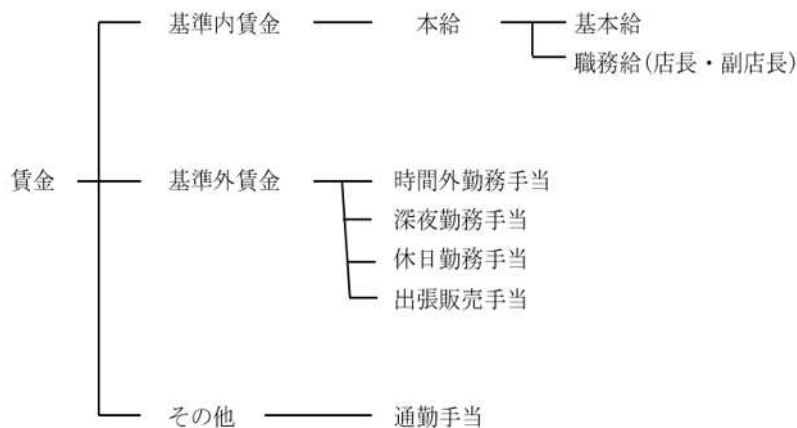 基準内賃金 本給 基本給
職務給(店長・副店長)
賃金 基準外賃金 時間外勤務手当
深夜勤務手当
休日勤務手当
出張販売手当
その他 通勤手当